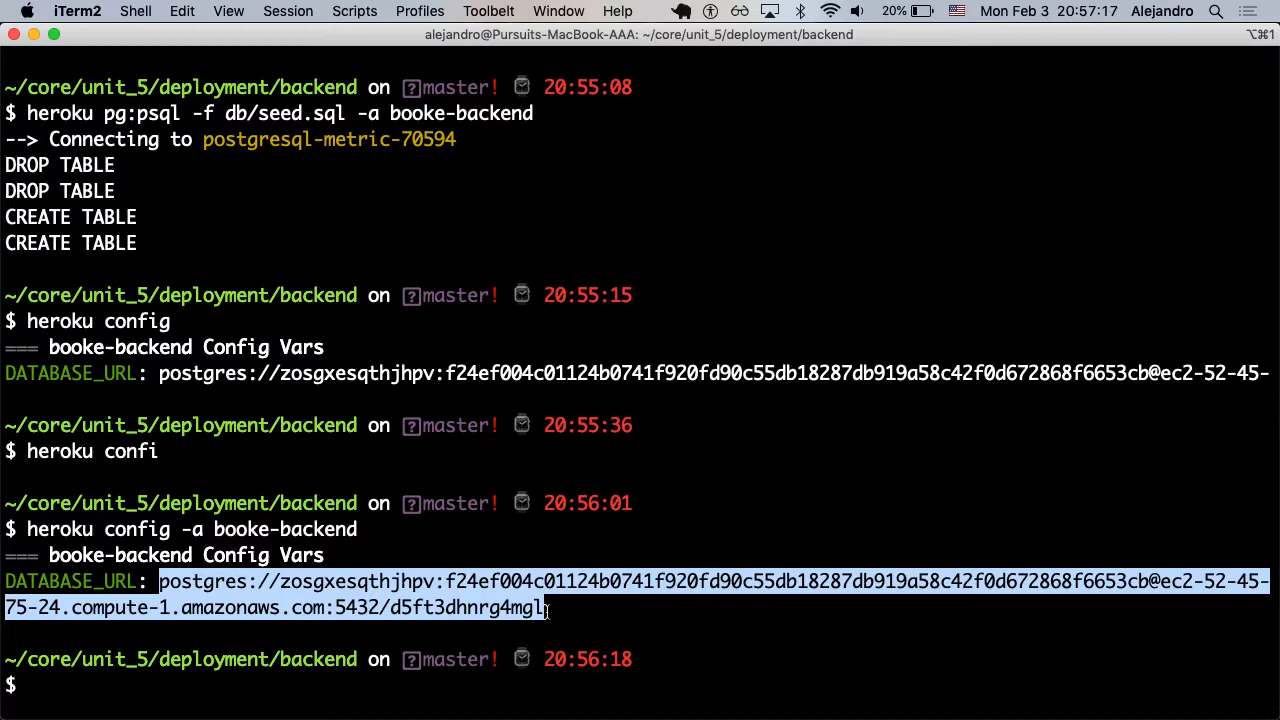 iTerm2 Shell Edit View Session Scripts Profiles Toolbelt Window Help 20% Mon Feb 3 20:57:17 Alejandro
alejandro@Pursuits-MacBook-AAA: ~/core/unit_5/deployment/backend ⌥⌘1
~/core/unit_5/deployment/backend on ?master! 20:55:08
$ heroku pg:psql -f db/seed.sql -a booke-backend
--> Connecting to postgresql-metric-70594
DROP TABLE
DROP TABLE
CREATE TABLE
CREATE TABLE
~/core/unit_5/deployment/backend on ?master! 20:55:15
$ heroku config
=== booke-backend Config Vars
DATABASE_URL: postgres://zosgxesqthjhpv:f24ef004c01124b0741f920fd90c55db18287db919a58c42f0d672868f6653cb@ec2-52-45-
~/core/unit_5/deployment/backend on ?master! 20:55:36
$ heroku confi
~/core/unit_5/deployment/backend on ?master! 20:56:01
$ heroku config -a booke-backend
=== booke-backend Config Vars
DATABASE_URL: postgres://zosgxesqthjhpv:f24ef004c01124b0741f920fd90c55db18287db919a58c42f0d672868f6653cb@ec2-52-45-
75-24.compute-1.amazonaws.com:5432/d5ft3dhnrg4mgl
~/core/unit_5/deployment/backend on ?master! 20:56:18
$